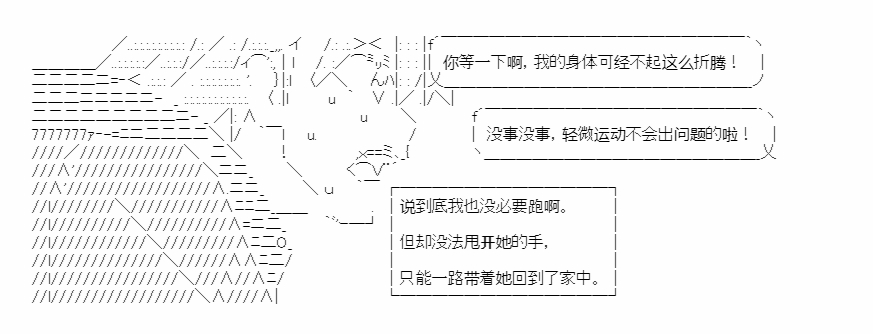 你等一下啊，我的身体可经不起这么折腾！
没事没事，轻微运动不会出问题的啦！
说到底我也没必要跑啊。
但却没法甩开她的手，
只能一路带着她回到了家中。